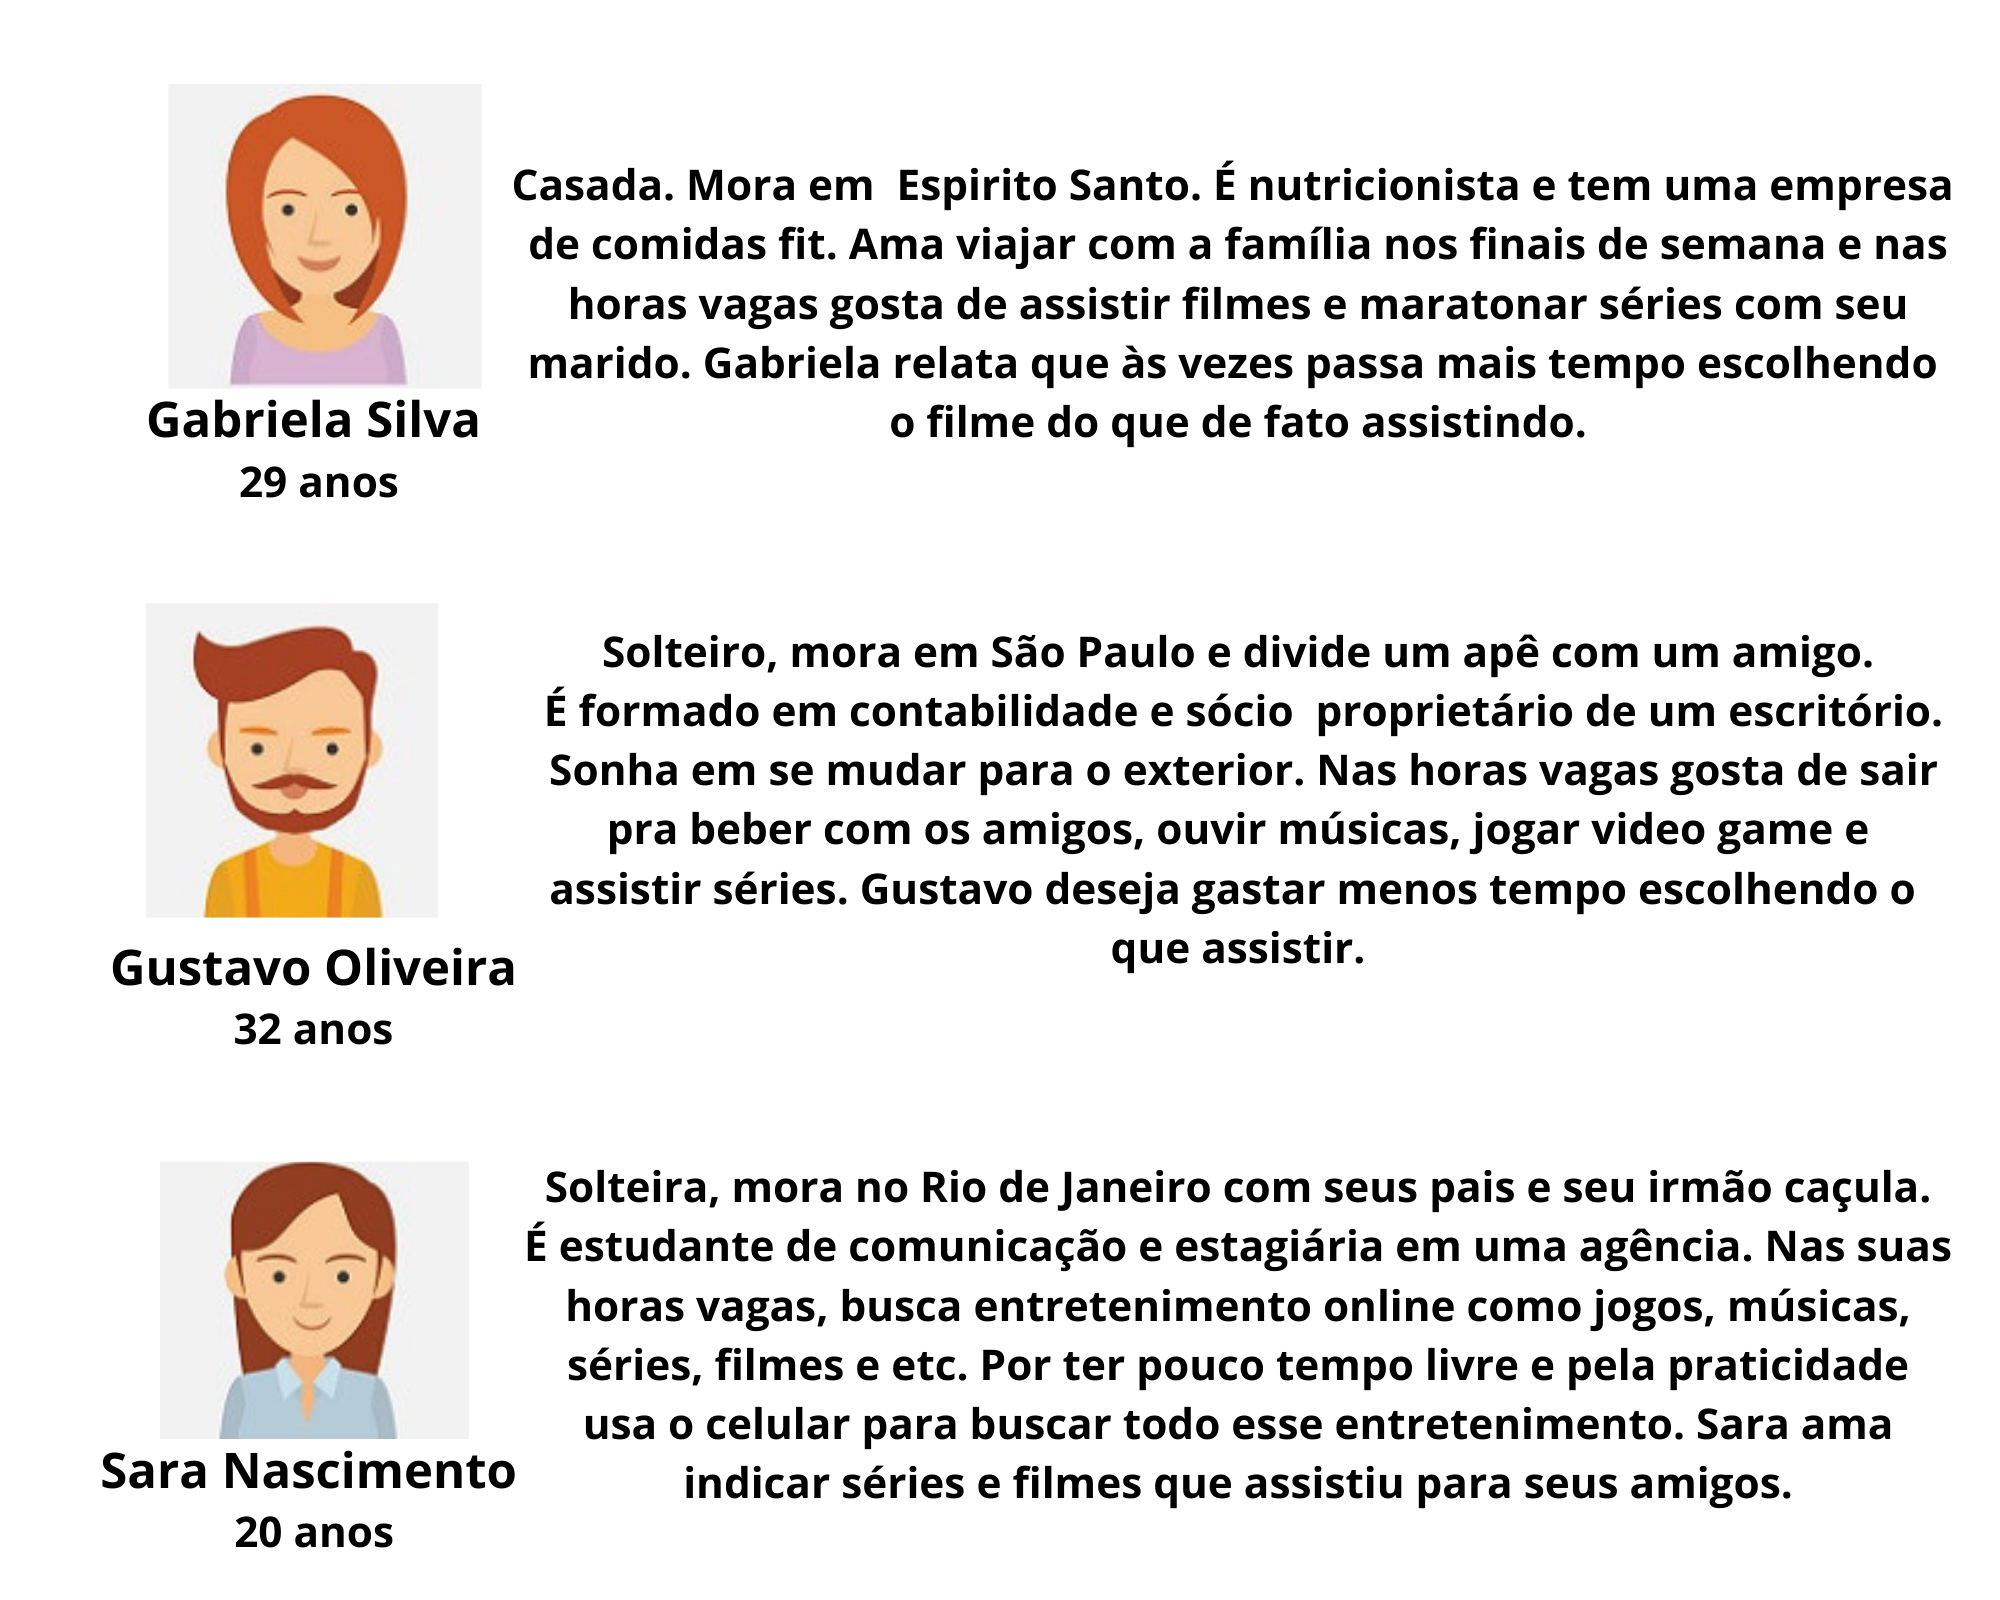 Casada. Mora em  Espirito Santo. É nutricionista e tem uma empresa
de comidas fit. Ama viajar com a família nos finais de semana e nas
horas vagas gosta de assistir filmes e maratonar séries com seu
marido. Gabriela relata que às vezes passa mais tempo escolhendo
o filme do que de fato assistindo.
Gabriela Silva
29 anos
Solteiro, mora em São Paulo e divide um apê com um amigo.
É formado em contabilidade e sócio  proprietário de um escritório.
Sonha em se mudar para o exterior. Nas horas vagas gosta de sair
pra beber com os amigos, ouvir músicas, jogar video game e
assistir séries. Gustavo deseja gastar menos tempo escolhendo o
que assistir.
Gustavo Oliveira
32 anos
Solteira, mora no Rio de Janeiro com seus pais e seu irmão caçula.
É estudante de comunicação e estagiária em uma agência. Nas suas
horas vagas, busca entretenimento online como jogos, músicas,
séries, filmes e etc. Por ter pouco tempo livre e pela praticidade
usa o celular para buscar todo esse entretenimento. Sara ama
indicar séries e filmes que assistiu para seus amigos.
Sara Nascimento
20 anos